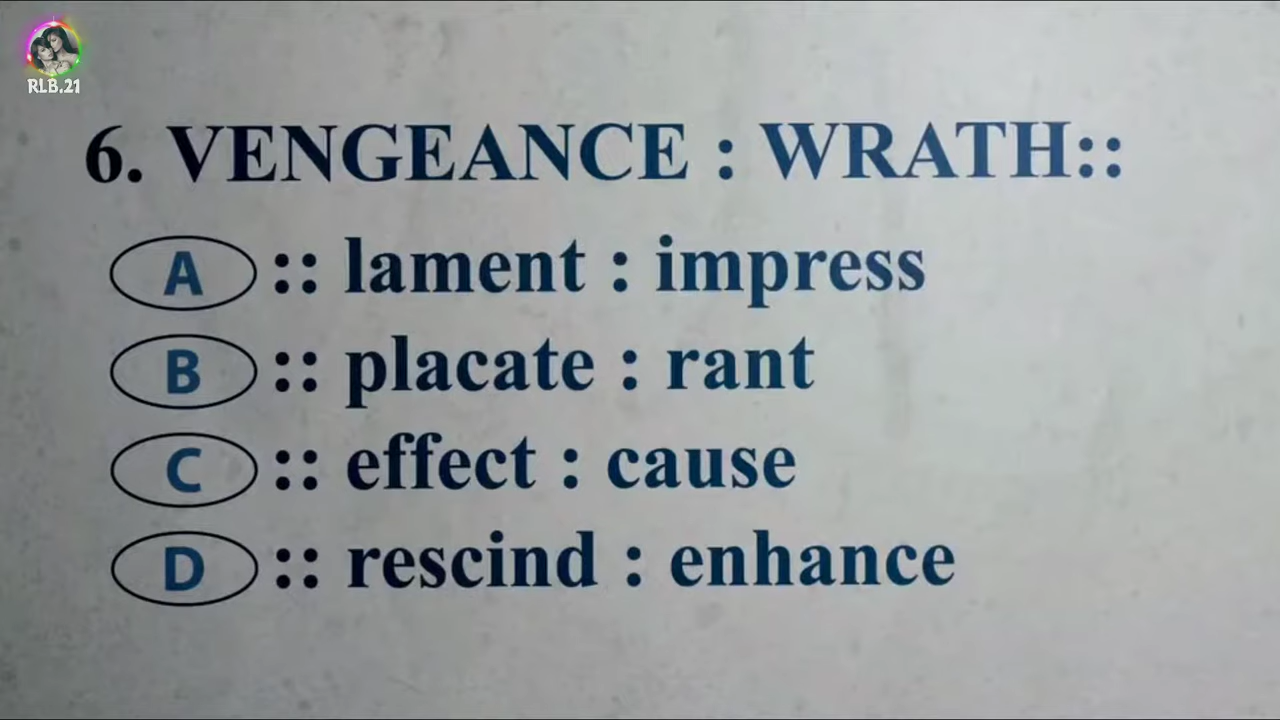 RLB.21
6. VENGEANCE : WRATH::
A :: lament : impress
B :: placate : rant
C :: effect : cause
D :: rescind : enhance